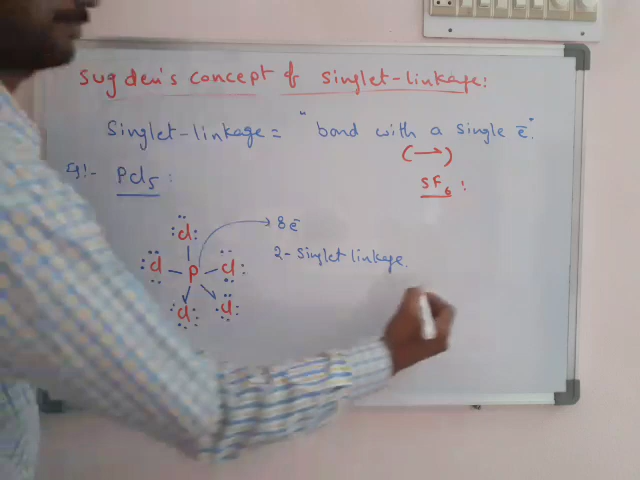 Sugden's concept of Singlet-linkage:
Singlet-linkage = "bond with a single e̅"
(→)
Eg:- PCl5 :
SF6 :
:Cl:
8e̅
:Cl — P — Cl:
2-Singlet linkage.
:Cl: :Cl: